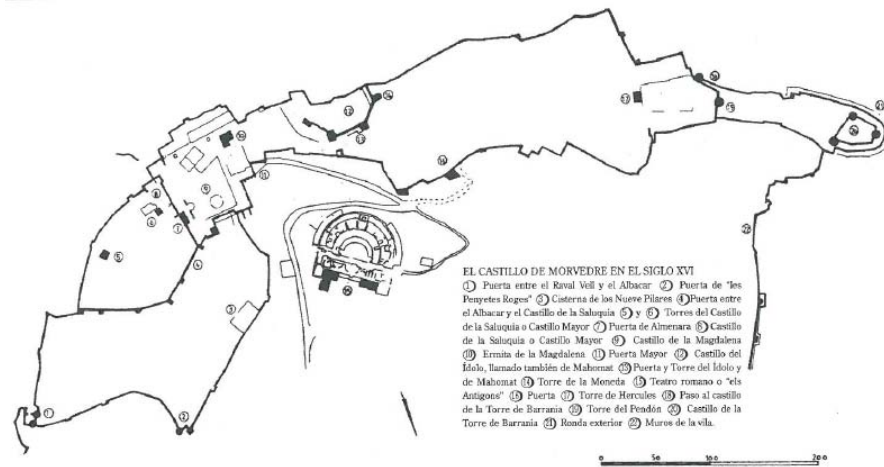 EL CASTILLO DE MORVEDRE EN EL SIGLO XVI
① Puerta entre el Raval Vell y el Albacar ② Puerta de "les
Penyetes Roges" ③ Cisterna de los Nueve Pilares ④ Puerta entre
el Albacar y el Castillo de la Saluquia ⑤ y ⑥ Torres del Castillo
de la Saluquia o Castillo Mayor ⑦ Puerta de Almenara ⑧ Castillo
de la Saluquia o Castillo Mayor ⑨ Castillo de la Magdalena
⑩ Ermita de la Magdalena ⑪ Puerta Mayor ⑫ Castillo del
Ídolo, llamado también de Mahomat ⑬ Puerta y Torre del Ídolo y
de Mahomat ⑭ Torre de la Moneda ⑮ Teatro romano o "els
Antigons" ⑯ Puerta ⑰ Torre de Hercules ⑱ Paso al castillo
de la Torre de Barrania ⑲ Torre del Pendón ⑳ Castillo de la
Torre de Barrania ㉑ Ronda exterior ㉒ Muros de la vila.
0 50 100 200